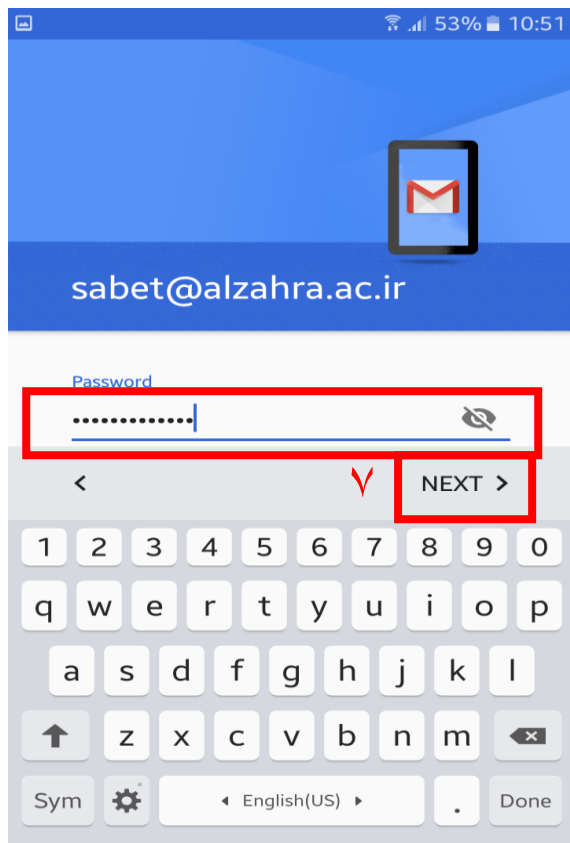 53% 10:51
sabet@alzahra.ac.ir
Password
•••••••••••••
< ۷ NEXT >
1 2 3 4 5 6 7 8 9 0
q w e r t y u i o p
a s d f g h j k l
z x c v b n m
Sym English(US) . Done